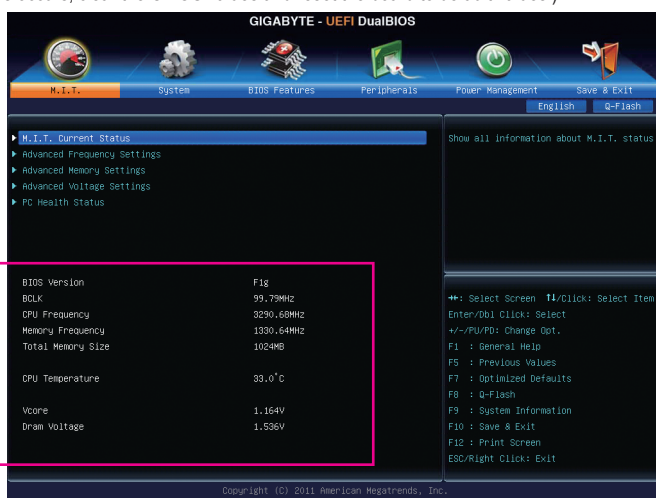 GIGABYTE - UEFI DualBIOS
M.I.T. System BIOS Features Peripherals Power Management Save & Exit
English Q-Flash
M.I.T. Current Status
Advanced Frequency Settings
Advanced Memory Settings
Advanced Voltage Settings
PC Health Status
Show all information about M.I.T. status
BIOS Version F1g
BCLK 99.79MHz
CPU Frequency 3290.68MHz
Memory Frequency 1330.64MHz
Total Memory Size 1024MB
CPU Temperature 33.0°C
Vcore 1.164V
Dram Voltage 1.536V
→←: Select Screen ↑↓/Click: Select Item
Enter/Dbl Click: Select
+/-/PU/PD: Change Opt.
F1 : General Help
F5 : Previous Values
F7 : Optimized Defaults
F8 : Q-Flash
F9 : System Information
F10 : Save & Exit
F12 : Print Screen
ESC/Right Click: Exit
Copyright (C) 2011 American Megatrends, Inc.